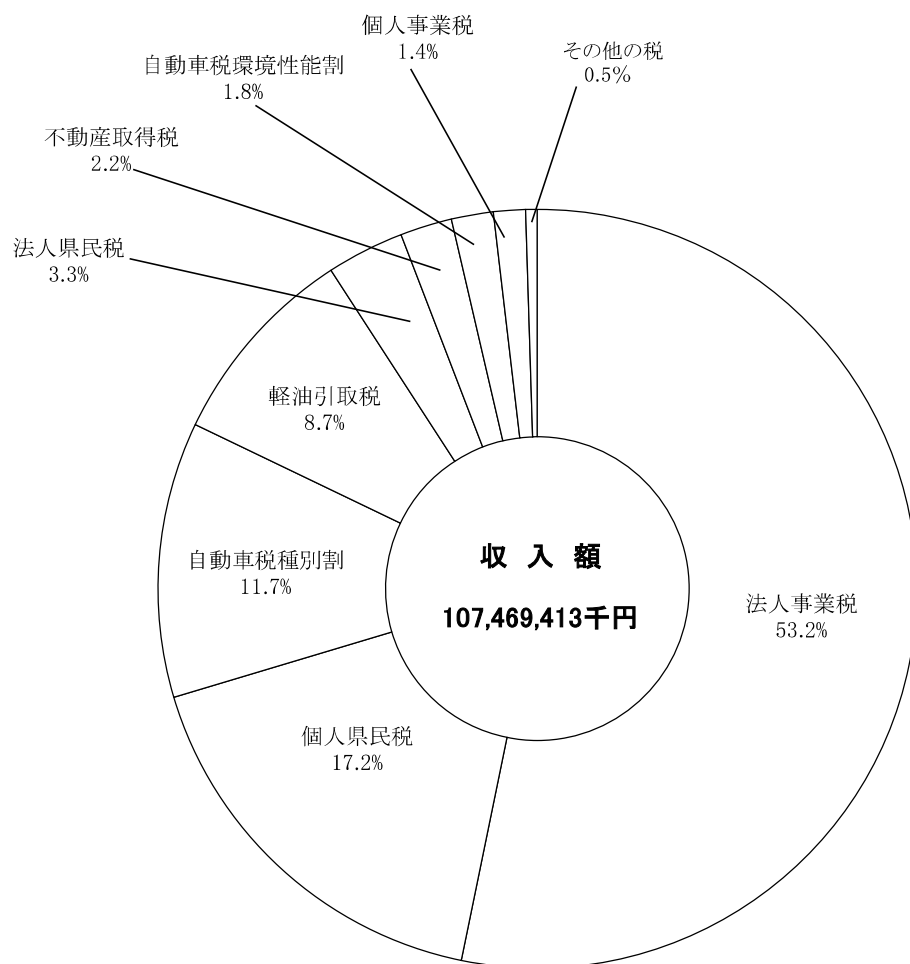 個人事業税
1.4%
その他の税
0.5%
自動車税環境性能割
1.8%
不動産取得税
2.2%
法人県民税
3.3%
軽油引取税
8.7%
自動車税種別割
11.7%
収 入 額
107,469,413千円
法人事業税
53.2%
個人県民税
17.2%